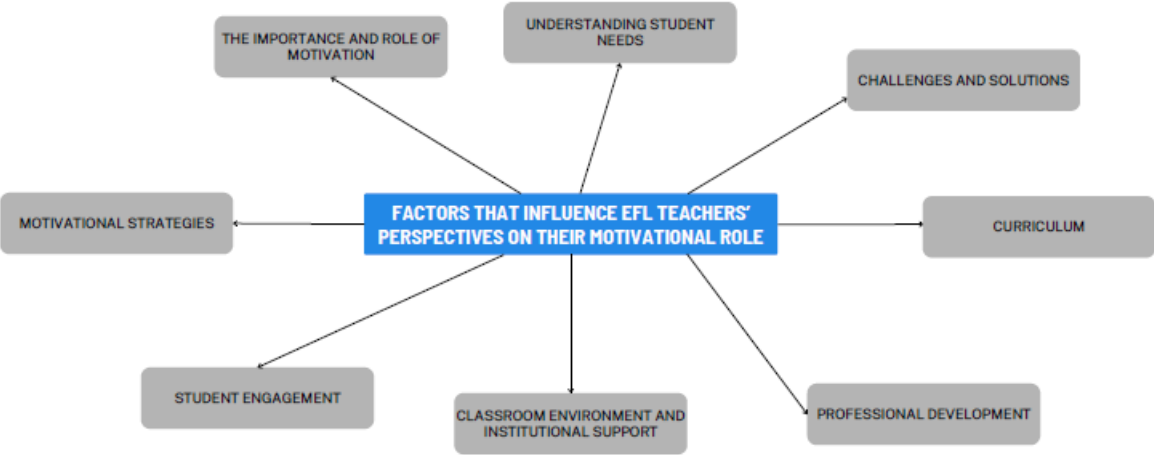 UNDERSTANDING STUDENT
NEEDS
THE IMPORTANCE AND ROLE OF
MOTIVATION
CHALLENGES AND SOLUTIONS
FACTORS THAT INFLUENCE EFL TEACHERS'
PERSPECTIVES ON THEIR MOTIVATIONAL ROLE
MOTIVATIONAL STRATEGIES
CURRICULUM
STUDENT ENGAGEMENT
CLASSROOM ENVIRONMENT AND
INSTITUTIONAL SUPPORT
PROFESSIONAL DEVELOPMENT